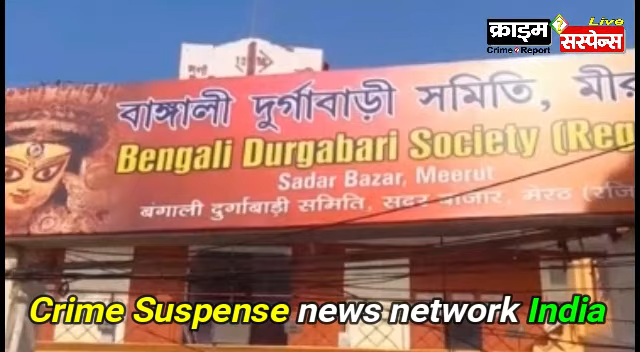 क्राइम Live
Crime Report सस्पेन्स
বাঙ্গালী দুর্গাবাড়ী সমিতি, মীর
Bengali Durgabari Society (Reg
Sadar Bazar, Meerut
बंगाली दुर्गाबाड़ी समिति, सदर बाजार, मेरठ (रजि
Crime Suspense news network India